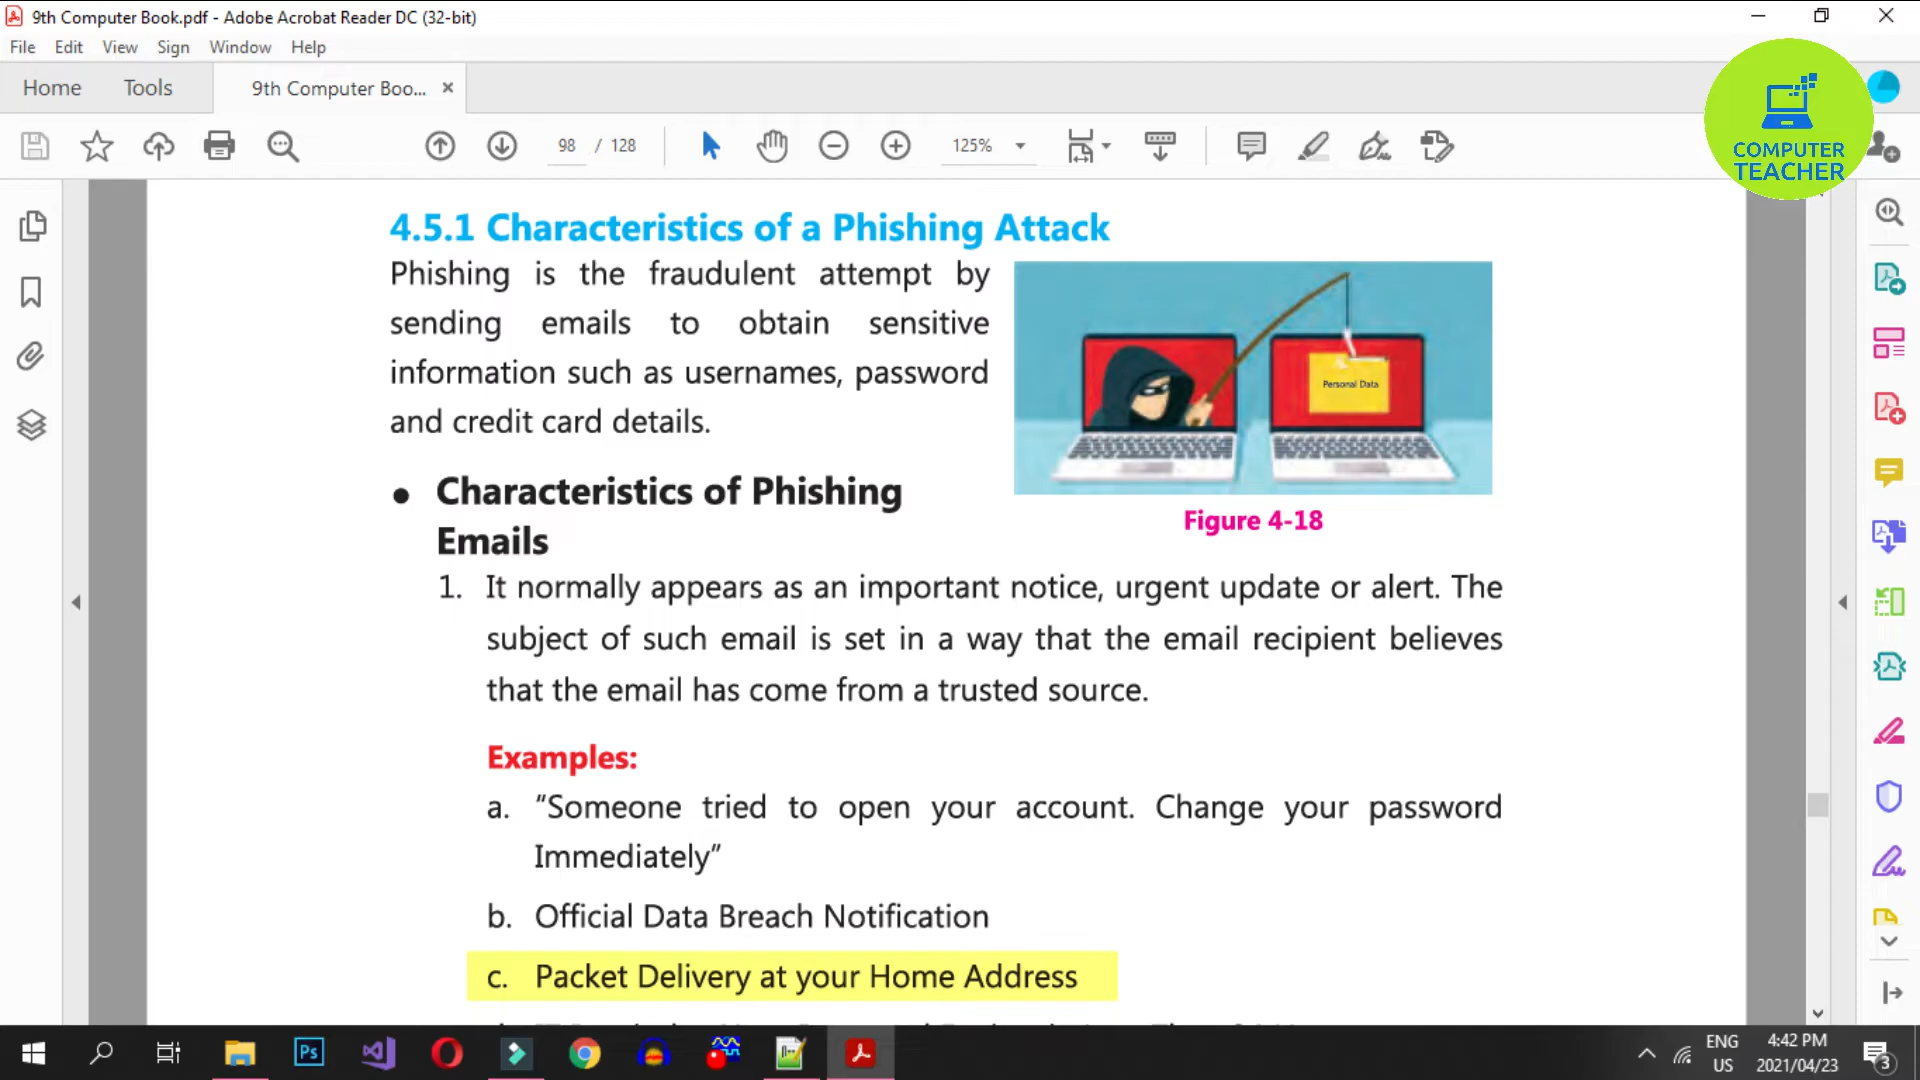 9th Computer Book.pdf - Adobe Acrobat Reader DC (32-bit)
File Edit View Sign Window Help
Home Tools 9th Computer Boo... ×
98 / 128 125%
COMPUTER
TEACHER
4.5.1 Characteristics of a Phishing Attack
Phishing is the fraudulent attempt by
sending emails to obtain sensitive
information such as usernames, password
and credit card details.
Personal Data
Figure 4-18
● Characteristics of Phishing
Emails
1. It normally appears as an important notice, urgent update or alert. The
subject of such email is set in a way that the email recipient believes
that the email has come from a trusted source.
Examples:
a. “Someone tried to open your account. Change your password
Immediately”
b. Official Data Breach Notification
c. Packet Delivery at your Home Address
Ps
ENG
US
4:42 PM
2021/04/23
3